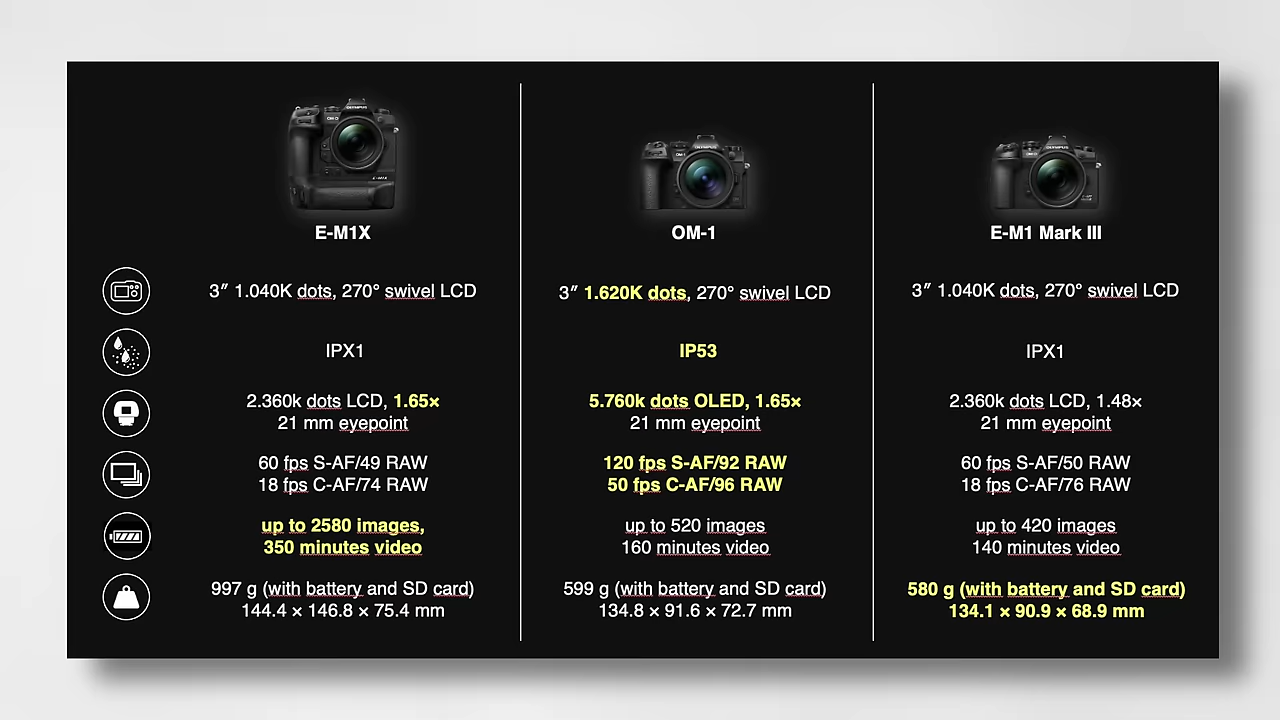 OLYMPUS
OLYMPUS
OLYMPUS
E-M1X
OM-1
E-M1 Mark III
3″ 1.040K dots, 270° swivel LCD
3″ 1.620K dots, 270° swivel LCD
3″ 1.040K dots, 270° swivel LCD
IPX1
IP53
IPX1
2.360k dots LCD, 1.65×
21 mm eyepoint
5.760k dots OLED, 1.65×
21 mm eyepoint
2.360k dots LCD, 1.48×
21 mm eyepoint
60 fps S-AF/49 RAW
18 fps C-AF/74 RAW
120 fps S-AF/92 RAW
50 fps C-AF/96 RAW
60 fps S-AF/50 RAW
18 fps C-AF/76 RAW
up to 2580 images,
350 minutes video
up to 520 images
160 minutes video
up to 420 images
140 minutes video
997 g (with battery and SD card)
144.4 × 146.8 × 75.4 mm
599 g (with battery and SD card)
134.8 × 91.6 × 72.7 mm
580 g (with battery and SD card)
134.1 × 90.9 × 68.9 mm